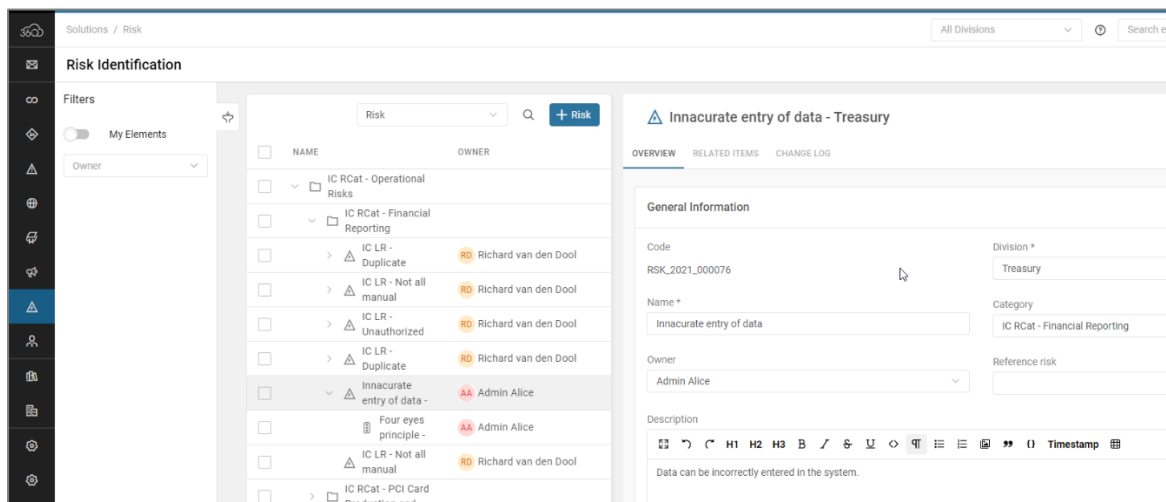 360
Solutions / Risk
All Divisions
Search e
Risk Identification
Filters
My Elements
Owner
Risk
+ Risk
NAME
OWNER
IC RCat - Operational
Risks
IC RCat - Financial
Reporting
IC LR -
Duplicate
RD Richard van den Dool
IC LR - Not all
manual
RD Richard van den Dool
IC LR -
Unauthorized
RD Richard van den Dool
IC LR -
Duplicate
RD Richard van den Dool
Innacurate
entry of data -
AA Admin Alice
Four eyes
principle -
AA Admin Alice
IC LR - Not all
manual
RD Richard van den Dool
IC RCat - PCI Card
Innacurate entry of data - Treasury
OVERVIEW RELATED ITEMS CHANGE LOG
General Information
Code
RSK_2021_000076
Division *
Treasury
Name *
Innacurate entry of data
Category
IC RCat - Financial Reporting
Owner
Admin Alice
Reference risk
Description
H1 H2 H3 B I S U <> ¶ {} Timestamp
Data can be incorrectly entered in the system.